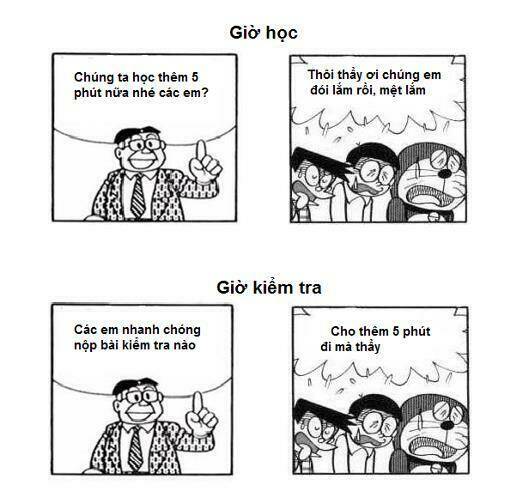 Giờ học
Chúng ta học thêm 5
phút nữa nhé các em?
Thôi thầy ơi chúng em
đói lắm rồi, mệt lắm
Giờ kiểm tra
Các em nhanh chóng
nộp bài kiểm tra nào
Cho thêm 5 phút
đi mà thầy